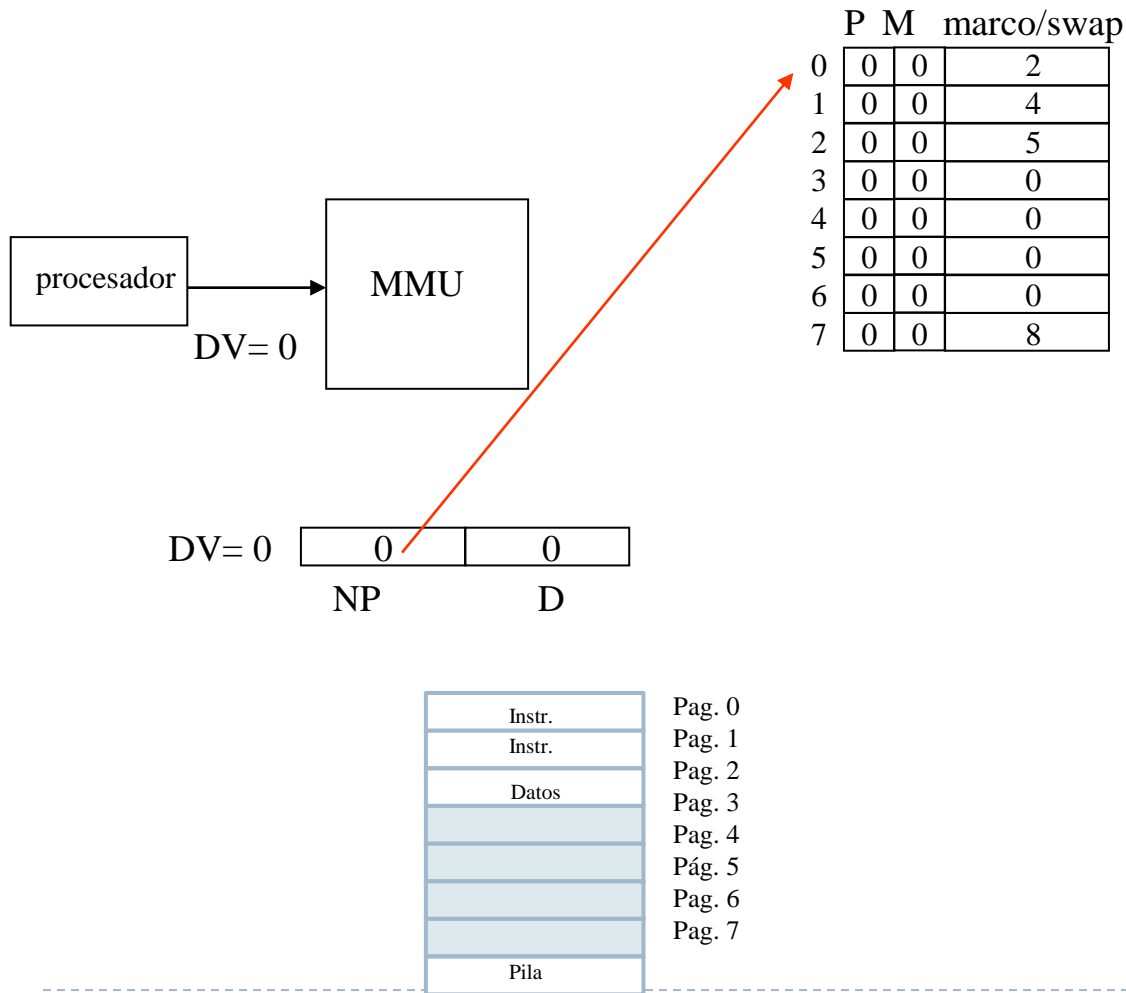 P M marco/swap
0 0 0 2
1 0 0 4
2 0 0 5
3 0 0 0
4 0 0 0
5 0 0 0
6 0 0 0
7 0 0 8
procesador
MMU
DV= 0
DV= 0 0 0
NP D
Instr. Pag. 0
Instr. Pag. 1
Pag. 2
Datos Pag. 3
Pag. 4
Pág. 5
Pag. 6
Pag. 7
Pila